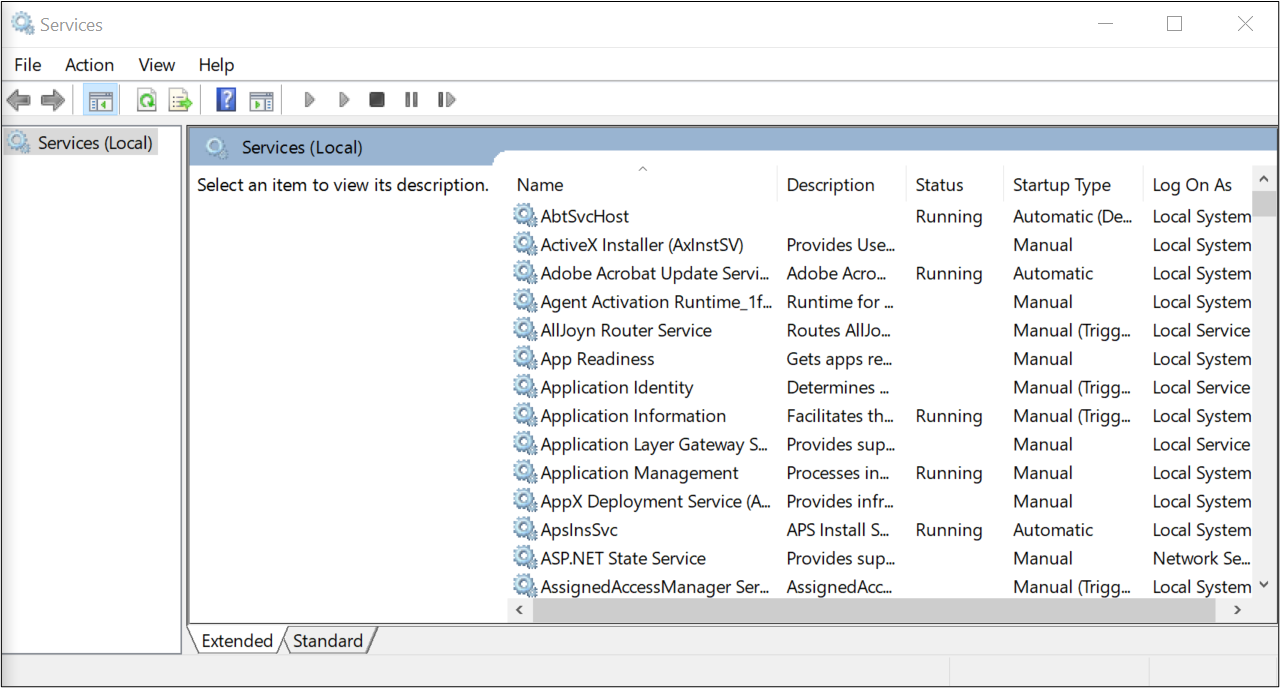 Services
File Action View Help
Services (Local)
Services (Local)
Select an item to view its description.
Name Description Status Startup Type Log On As
AbtSvcHost Running Automatic (De... Local System
ActiveX Installer (AxInstSV) Provides Use... Manual Local System
Adobe Acrobat Update Servi... Adobe Acro... Running Automatic Local System
Agent Activation Runtime_1f... Runtime for ... Manual Local System
AllJoyn Router Service Routes AllJo... Manual (Trigg... Local Service
App Readiness Gets apps re... Manual Local System
Application Identity Determines ... Manual (Trigg... Local Service
Application Information Facilitates th... Running Manual (Trigg... Local System
Application Layer Gateway S... Provides sup... Manual Local Service
Application Management Processes in... Running Manual Local System
AppX Deployment Service (A... Provides infr... Manual Local System
ApsInsSvc APS Install S... Running Automatic Local System
ASP.NET State Service Provides sup... Manual Network Se...
AssignedAccessManager Ser... AssignedAcc... Manual (Trigg... Local System
Extended Standard